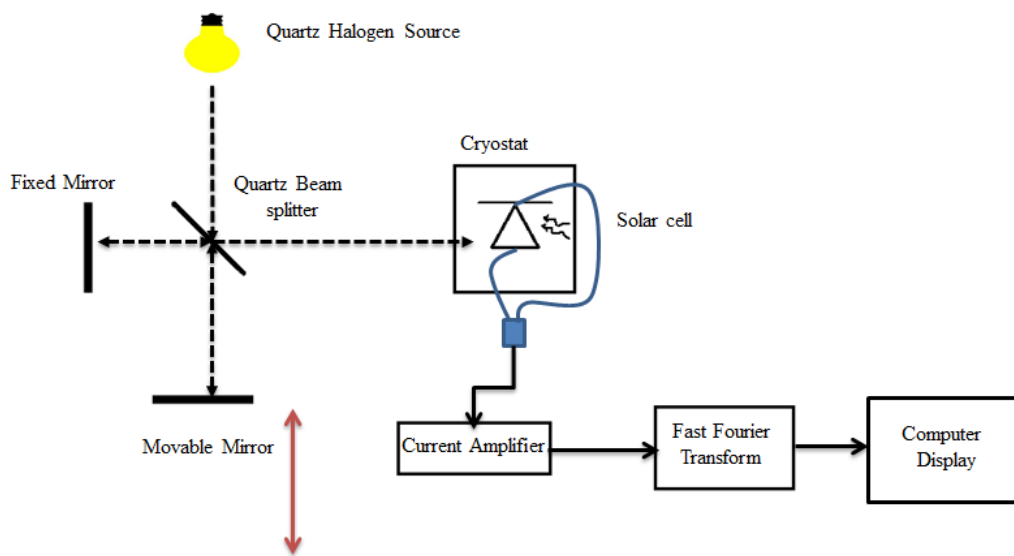 Quartz Halogen Source
Cryostat
Fixed Mirror
Quartz Beam
splitter
Solar cell
Movable Mirror
Current Amplifier
Fast Fourier
Transform
Computer
Display